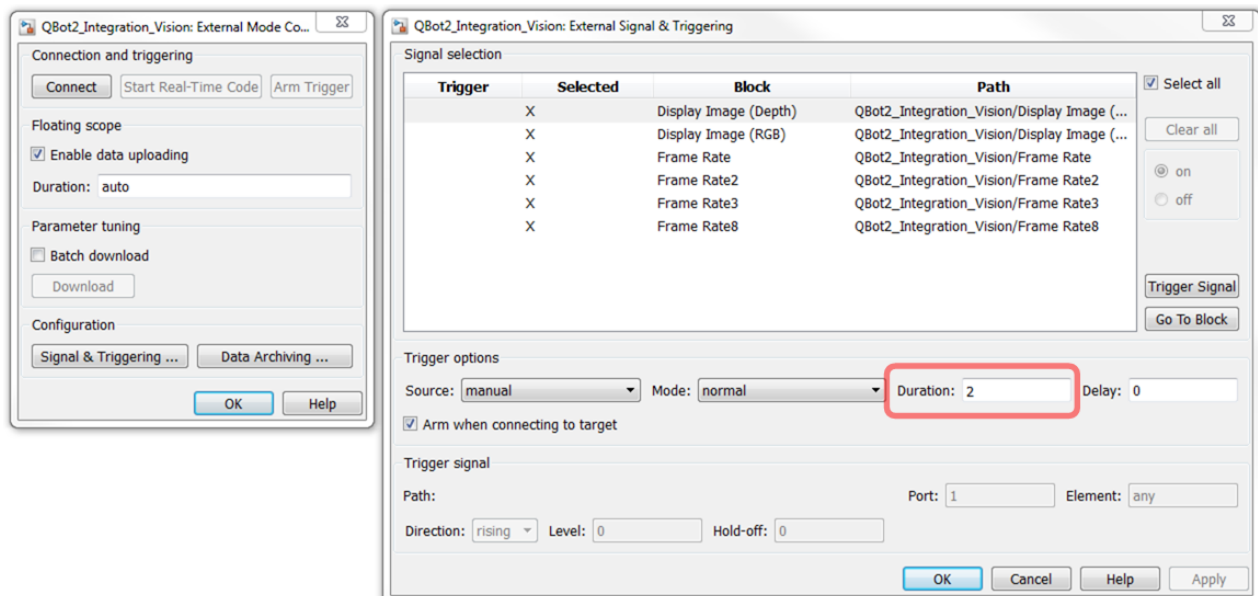 QBot2_Integration_Vision: External Mode Co...
Connection and triggering
Connect Start Real-Time Code Arm Trigger
Floating scope
Enable data uploading
Duration: auto
Parameter tuning
Batch download
Download
Configuration
Signal & Triggering ... Data Archiving ...
OK Help
QBot2_Integration_Vision: External Signal & Triggering
Signal selection
Trigger Selected Block Path
X Display Image (Depth) QBot2_Integration_Vision/Display Image (...
X Display Image (RGB) QBot2_Integration_Vision/Display Image (...
X Frame Rate QBot2_Integration_Vision/Frame Rate
X Frame Rate2 QBot2_Integration_Vision/Frame Rate2
X Frame Rate3 QBot2_Integration_Vision/Frame Rate3
X Frame Rate8 QBot2_Integration_Vision/Frame Rate8
Select all
Clear all
on
off
Trigger Signal
Go To Block
Trigger options
Source: manual Mode: normal Duration: 2 Delay: 0
Arm when connecting to target
Trigger signal
Path: Port: 1 Element: any
Direction: rising Level: 0 Hold-off: 0
OK Cancel Help Apply